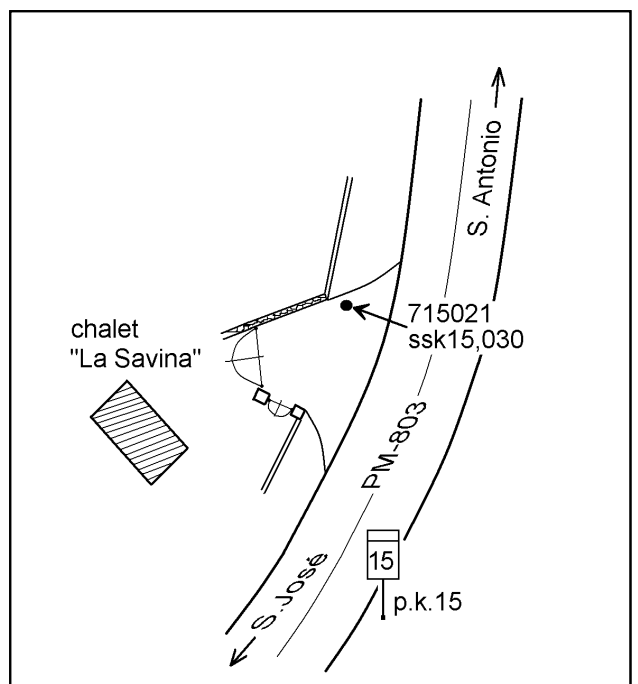 S. Antonio
715021
ssk15,030
chalet
"La Savina"
PM-803
15
p.k.15
S.José